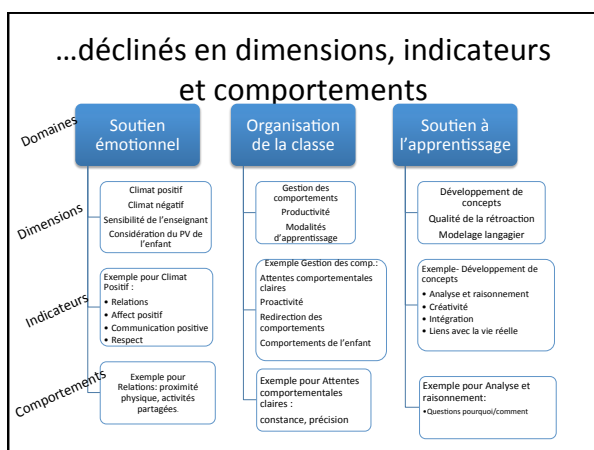 …déclinés en dimensions, indicateurs
et comportements
Domaines
Soutien
émotionnel
Organisation
de la classe
Soutien à
l’apprentissage
Dimensions
Climat positif
Climat négatif
Sensibilité de l’enseignant
Considération du PV de
l’enfant
Gestion des
comportements
Productivité
Modalités
d’apprentissage
Développement de
concepts
Qualité de la rétroaction
Modelage langagier
Indicateurs
Exemple pour Climat
Positif :
• Relations
• Affect positif
• Communication positive
• Respect
Exemple Gestion des comp.:
Attentes comportementales
claires
Proactivité
Redirection des
comportements
Comportements de l’enfant
Exemple- Développement de
concepts
• Analyse et raisonnement
• Créativité
• Intégration
• Liens avec la vie réelle
Comportements
Exemple pour
Relations: proximité
physique, activités
partagées.
Exemple pour Attentes
comportementales
claires :
constance, précision
Exemple pour Analyse et
raisonnement:
•Questions pourquoi/comment